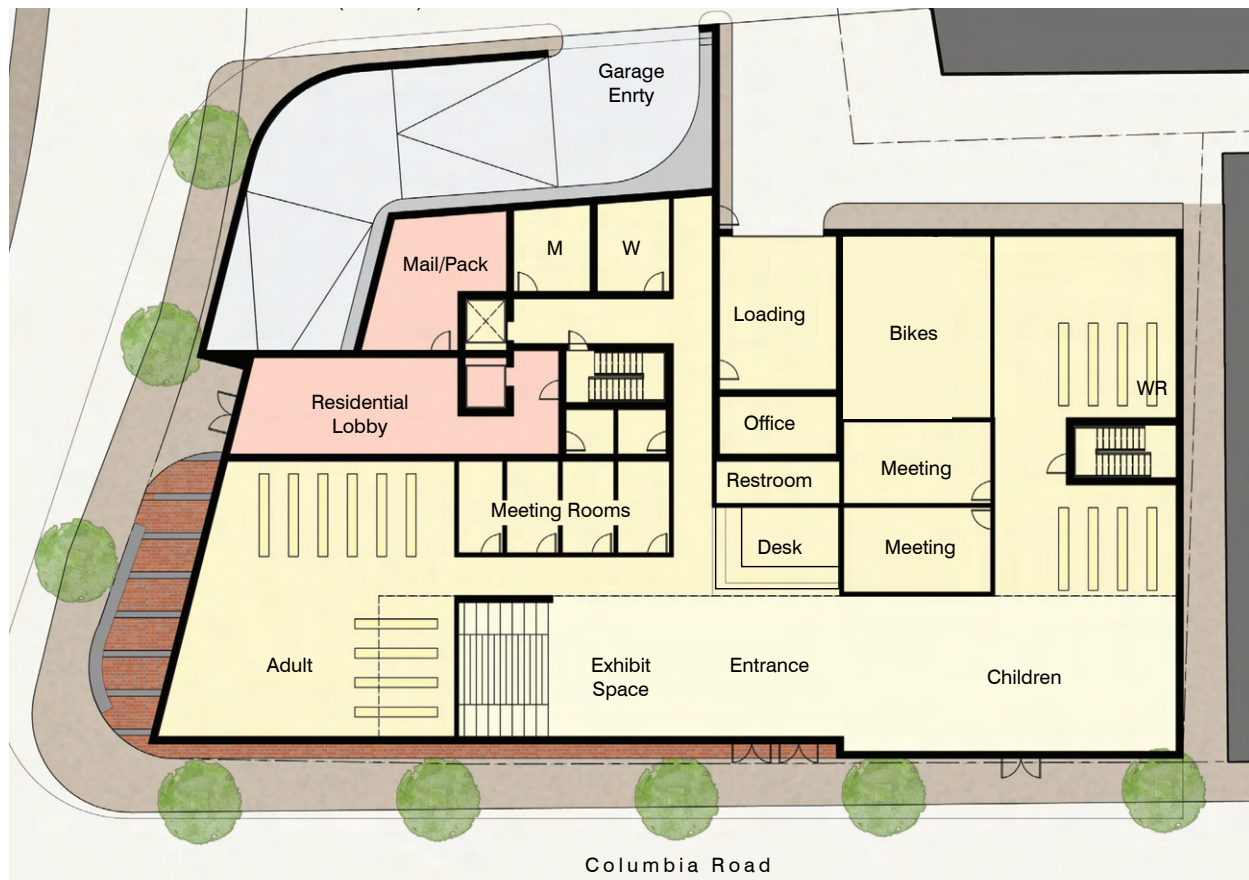 Garage
Enrty
Mail/Pack
M
W
Loading
Bikes
WR
Residential
Lobby
Office
Meeting
Restroom
Meeting Rooms
Desk
Meeting
Adult
Exhibit
Space
Entrance
Children
Columbia Road